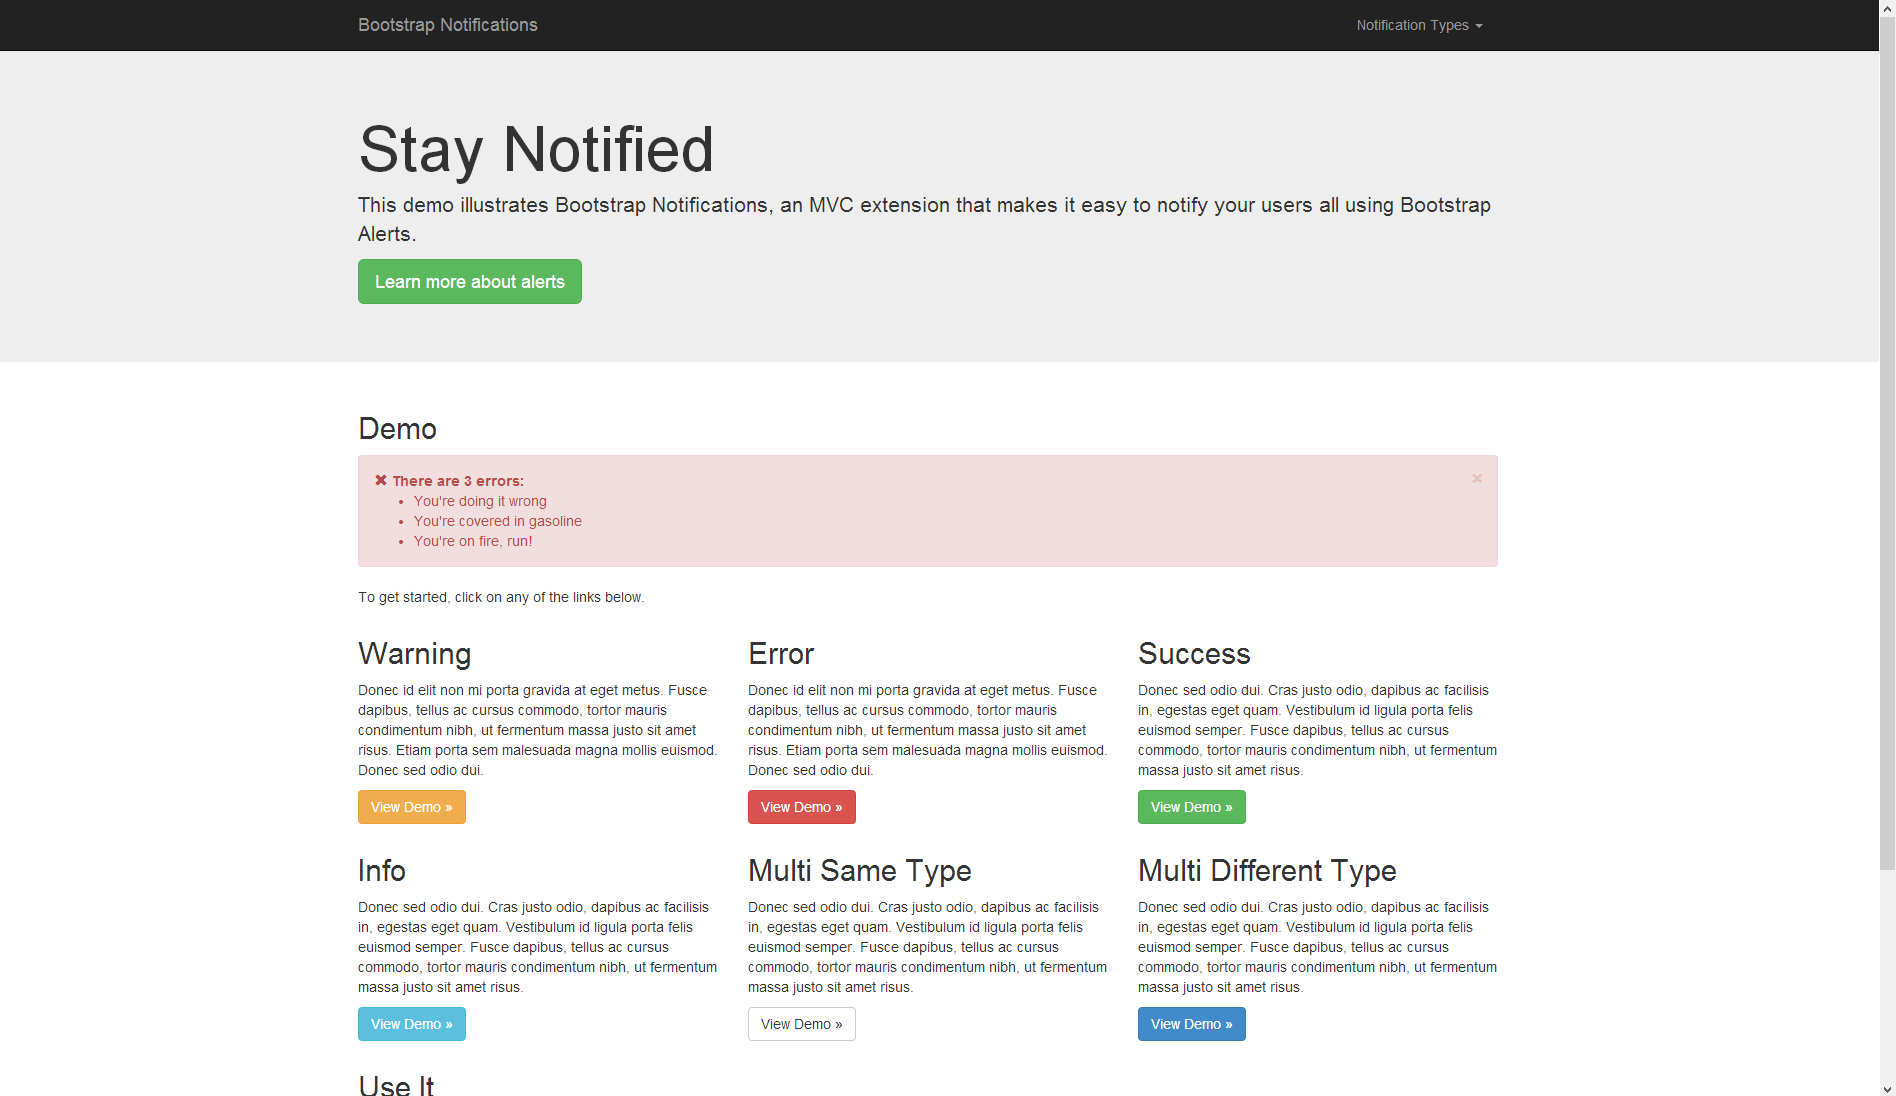 Bootstrap Notifications
Notification Types
Stay Notified
This demo illustrates Bootstrap Notifications, an MVC extension that makes it easy to notify your users all using Bootstrap
Alerts.
Learn more about alerts
Demo
There are 3 errors:
You're doing it wrong
You're covered in gasoline
You're on fire, run!
To get started, click on any of the links below.
Warning
Donec id elit non mi porta gravida at eget metus. Fusce
dapibus, tellus ac cursus commodo, tortor mauris
condimentum nibh, ut fermentum massa justo sit amet
risus. Etiam porta sem malesuada magna mollis euismod.
Donec sed odio dui.
View Demo »
Error
Donec id elit non mi porta gravida at eget metus. Fusce
dapibus, tellus ac cursus commodo, tortor mauris
condimentum nibh, ut fermentum massa justo sit amet
risus. Etiam porta sem malesuada magna mollis euismod.
Donec sed odio dui.
View Demo »
Success
Donec sed odio dui. Cras justo odio, dapibus ac facilisis
in, egestas eget quam. Vestibulum id ligula porta felis
euismod semper. Fusce dapibus, tellus ac cursus
commodo, tortor mauris condimentum nibh, ut fermentum
massa justo sit amet risus.
View Demo »
Info
Donec sed odio dui. Cras justo odio, dapibus ac facilisis
in, egestas eget quam. Vestibulum id ligula porta felis
euismod semper. Fusce dapibus, tellus ac cursus
commodo, tortor mauris condimentum nibh, ut fermentum
massa justo sit amet risus.
View Demo »
Multi Same Type
Donec sed odio dui. Cras justo odio, dapibus ac facilisis
in, egestas eget quam. Vestibulum id ligula porta felis
euismod semper. Fusce dapibus, tellus ac cursus
commodo, tortor mauris condimentum nibh, ut fermentum
massa justo sit amet risus.
View Demo »
Multi Different Type
Donec sed odio dui. Cras justo odio, dapibus ac facilisis
in, egestas eget quam. Vestibulum id ligula porta felis
euismod semper. Fusce dapibus, tellus ac cursus
commodo, tortor mauris condimentum nibh, ut fermentum
massa justo sit amet risus.
View Demo »
Use It